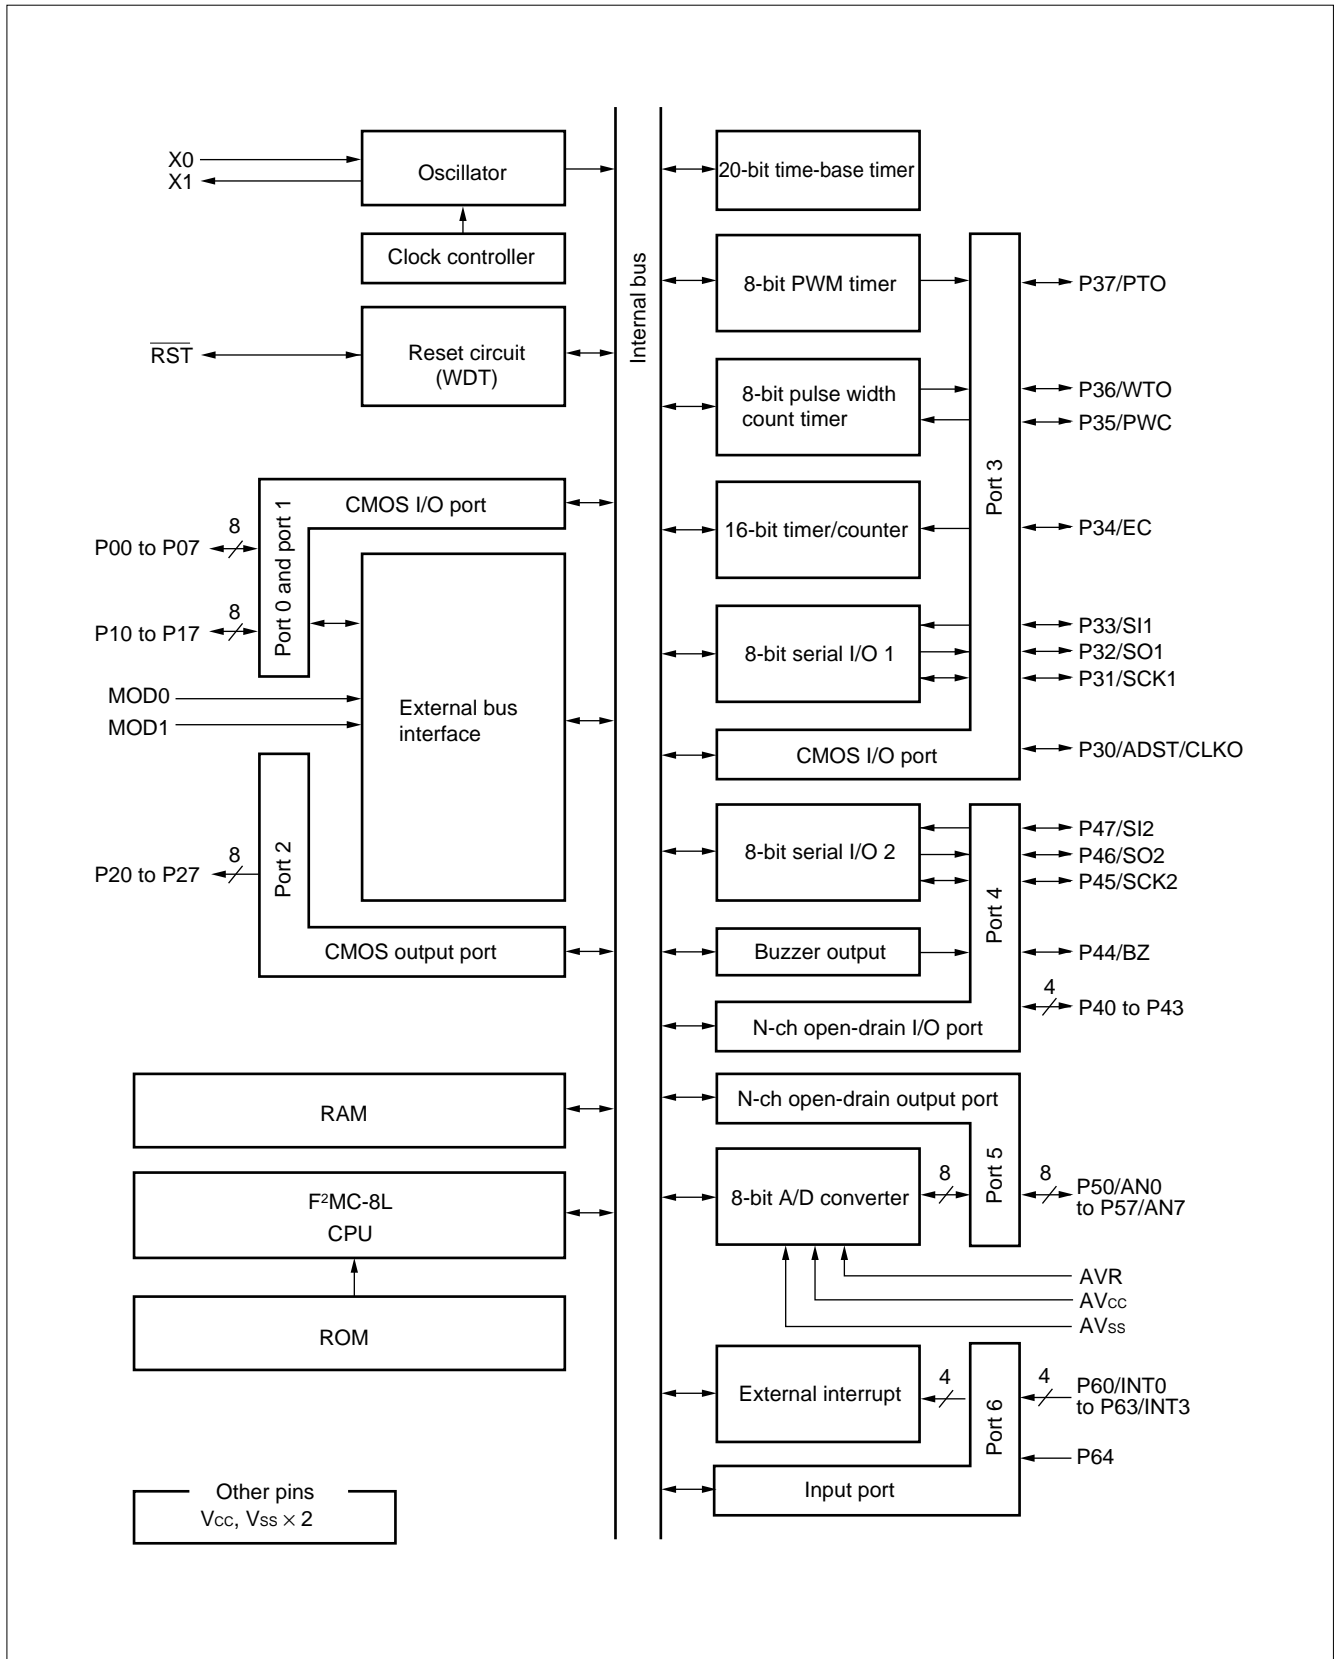 X0
X1
Oscillator
Clock controller
RST
Reset circuit
(WDT)
CMOS I/O port
Port 0 and port 1
P00 to P07
8
P10 to P17
8
MOD0
MOD1
External bus
interface
Port 2
P20 to P27
8
CMOS output port
RAM
F²MC-8L
CPU
ROM
Other pins
Vcc, Vss × 2
Internal bus
20-bit time-base timer
8-bit PWM timer
P37/PTO
8-bit pulse width
count timer
P36/WTO
P35/PWC
Port 3
16-bit timer/counter
P34/EC
8-bit serial I/O 1
P33/SI1
P32/SO1
P31/SCK1
CMOS I/O port
P30/ADST/CLKO
8-bit serial I/O 2
P47/SI2
P46/SO2
P45/SCK2
Port 4
Buzzer output
P44/BZ
4
P40 to P43
N-ch open-drain I/O port
N-ch open-drain output port
Port 5
8-bit A/D converter
8
8
P50/AN0
to P57/AN7
AVR
AVcc
AVss
External interrupt
4
Port 6
4
P60/INT0
to P63/INT3
P64
Input port